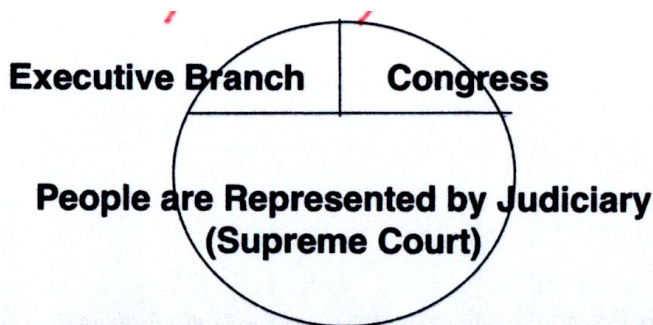 Executive Branch Congress
People are Represented by Judiciary
(Supreme Court)